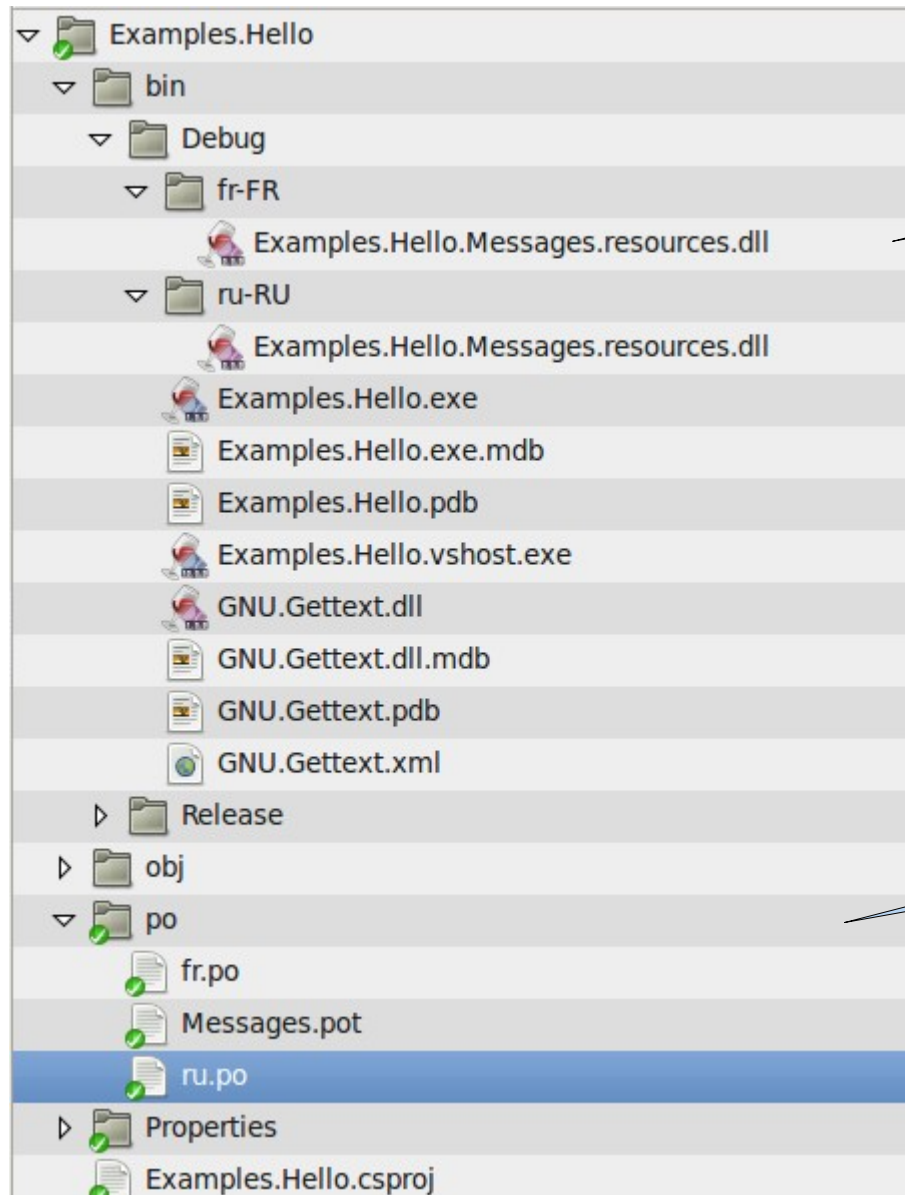 Examples.Hello
bin
Debug
fr-FR
Examples.Hello.Messages.resources.dll
ru-RU
Examples.Hello.Messages.resources.dll
Examples.Hello.exe
Examples.Hello.exe.mdb
Examples.Hello.pdb
Examples.Hello.vshost.exe
GNU.Gettext.dll
GNU.Gettext.dll.mdb
GNU.Gettext.pdb
GNU.Gettext.xml
Release
obj
po
fr.po
Messages.pot
ru.po
Properties
Examples.Hello.csproj